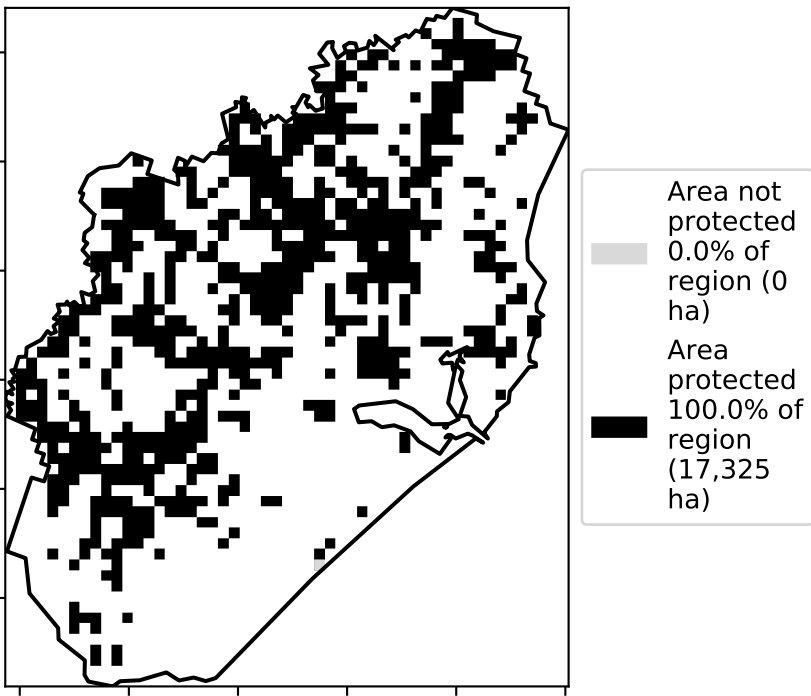 Area not
protected
0.0% of
region (0
ha)
Area
protected
100.0% of
region
(17,325
ha)